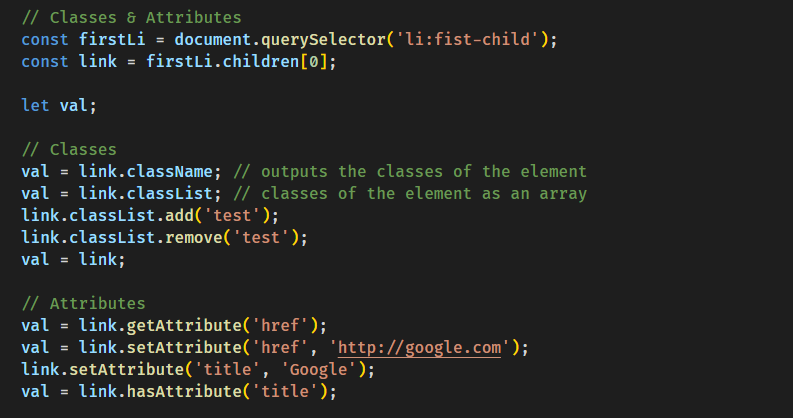 // Classes & Attributes
const firstLi = document.querySelector('li:fist-child');
const link = firstLi.children[0];
let val;
// Classes
val = link.className; // outputs the classes of the element
val = link.classList; // classes of the element as an array
link.classList.add('test');
link.classList.remove('test');
val = link;
// Attributes
val = link.getAttribute('href');
val = link.setAttribute('href', 'http://google.com');
link.setAttribute('title', 'Google');
val = link.hasAttribute('title');